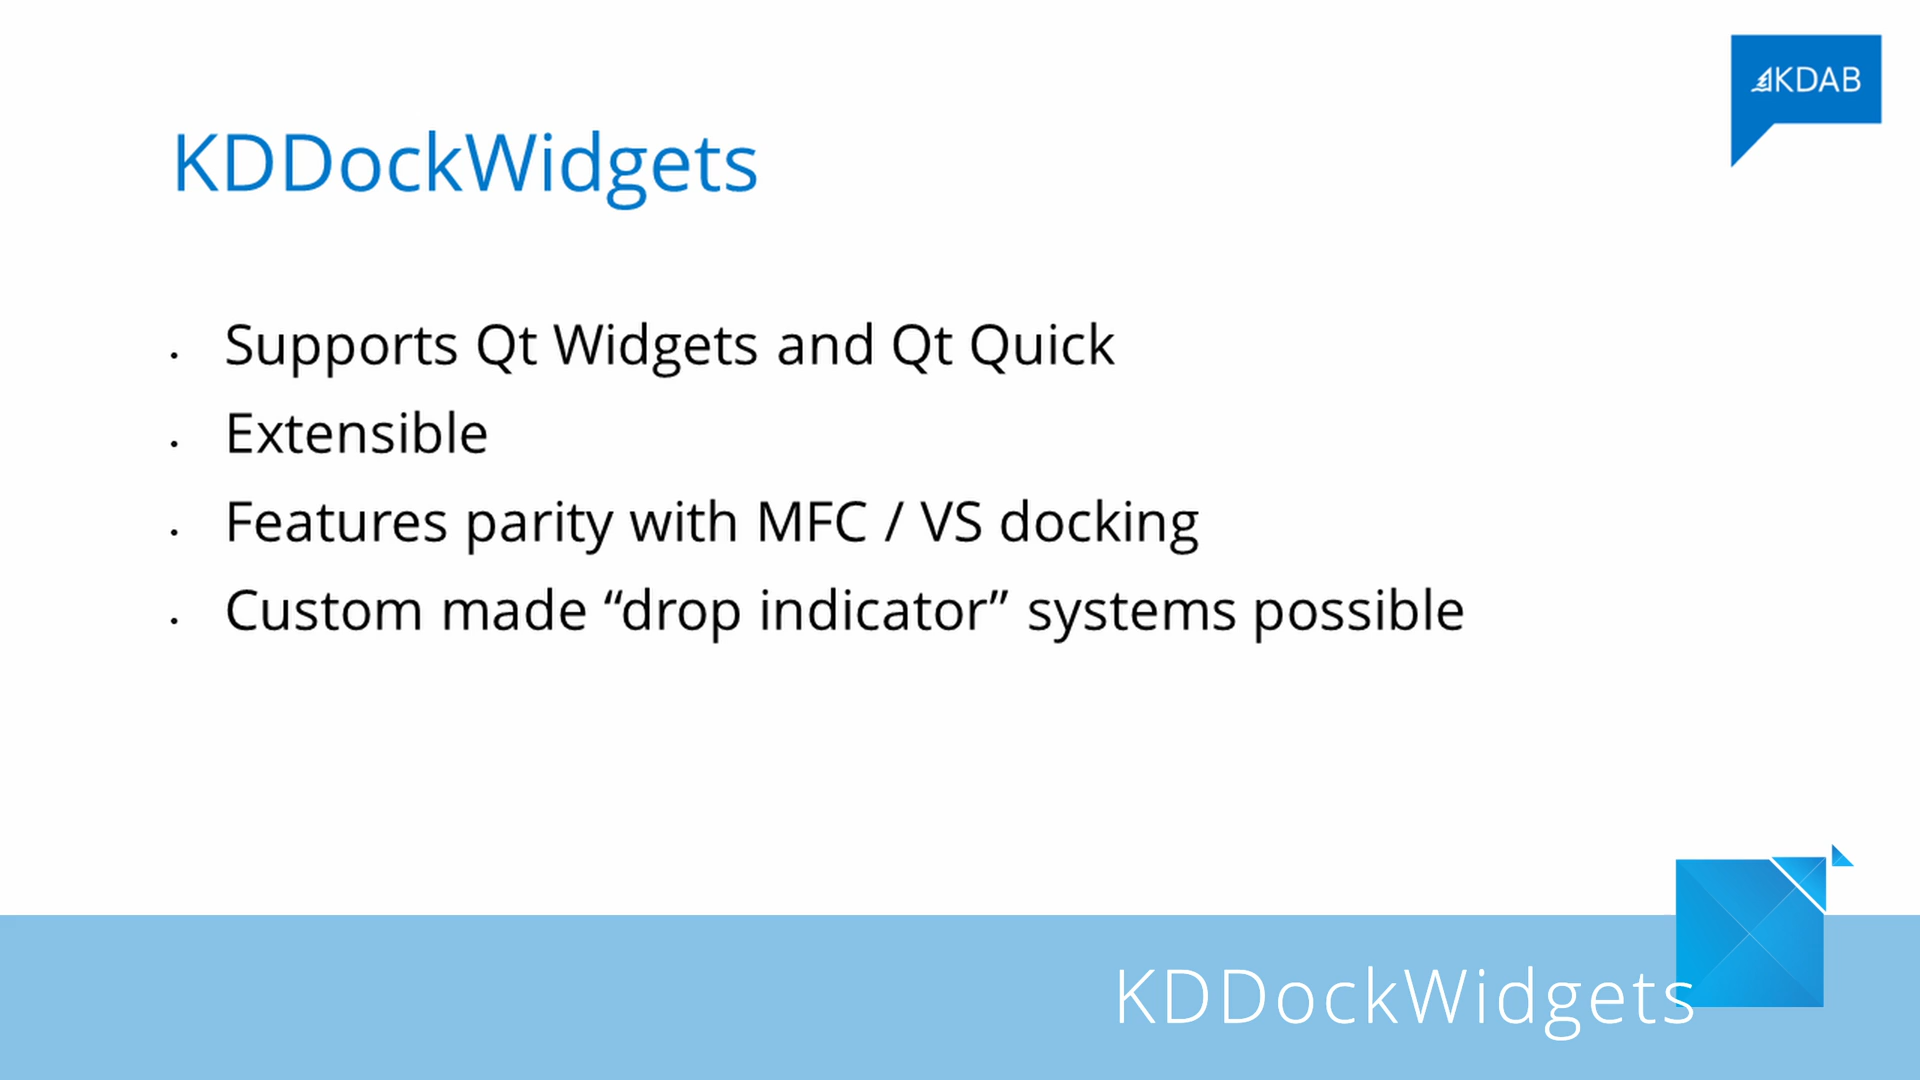 KDAB
KDDockWidgets
• Supports Qt Widgets and Qt Quick
• Extensible
• Features parity with MFC / VS docking
• Custom made “drop indicator” systems possible
KDDockWidgets